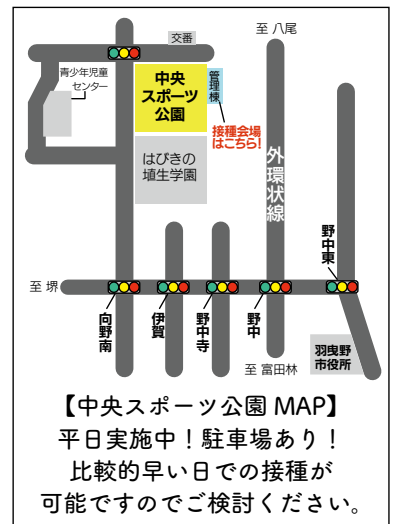 至 八尾
交番
青少年児童
センター
中央
スポーツ
公園
管理棟
接種会場
はこちら!
はびきの
埴生学園
外環状線
野中東
至 堺
向野南
伊賀
野中寺
野中
至 富田林
羽曳野
市役所
【中央スポーツ公園 MAP】
平日実施中！駐車場あり！
比較的早い日での接種が
可能ですのでご検討ください。